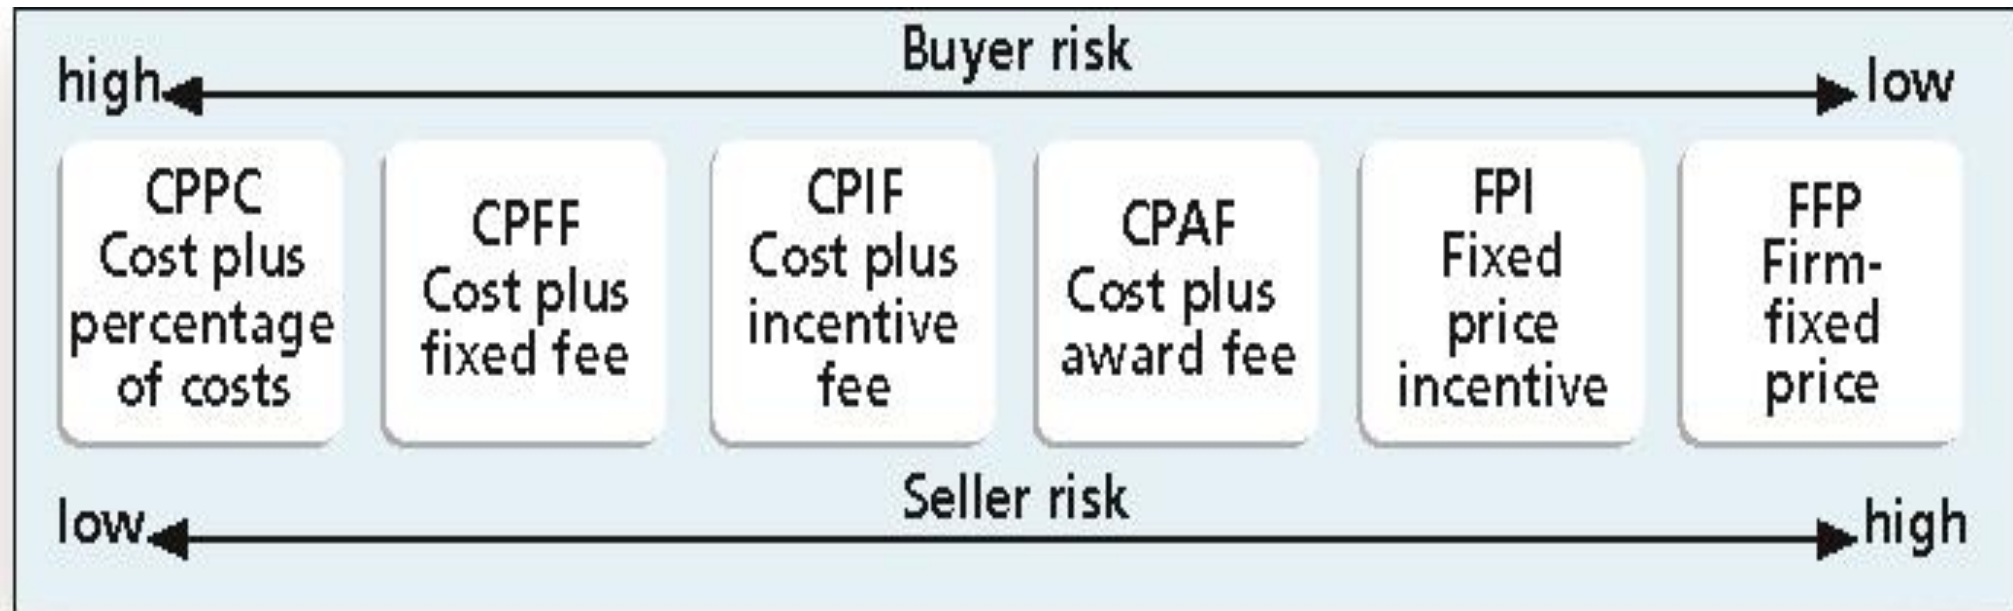 Buyer risk
high
low
CPPC
Cost plus
percentage
of costs
CPFF
Cost plus
fixed fee
CPIF
Cost plus
incentive
fee
CPAF
Cost plus
award fee
FPI
Fixed
price
incentive
FFP
Firm-
fixed
price
Seller risk
low
high